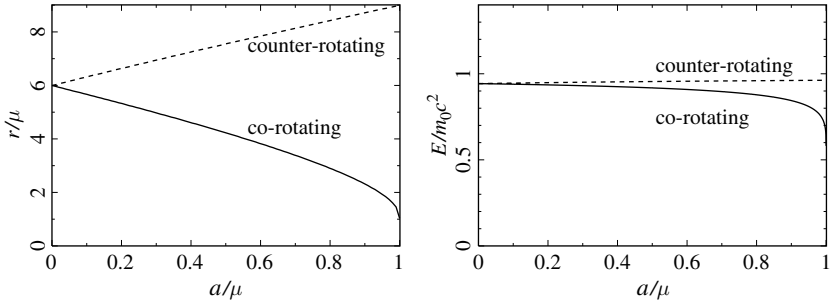 8
6
4
2
0
r/μ
counter-rotating
co-rotating
0 0.2 0.4 0.6 0.8 1
a/μ
1
0.5
0
E/m₀c²
counter-rotating
co-rotating
0 0.2 0.4 0.6 0.8 1
a/μ